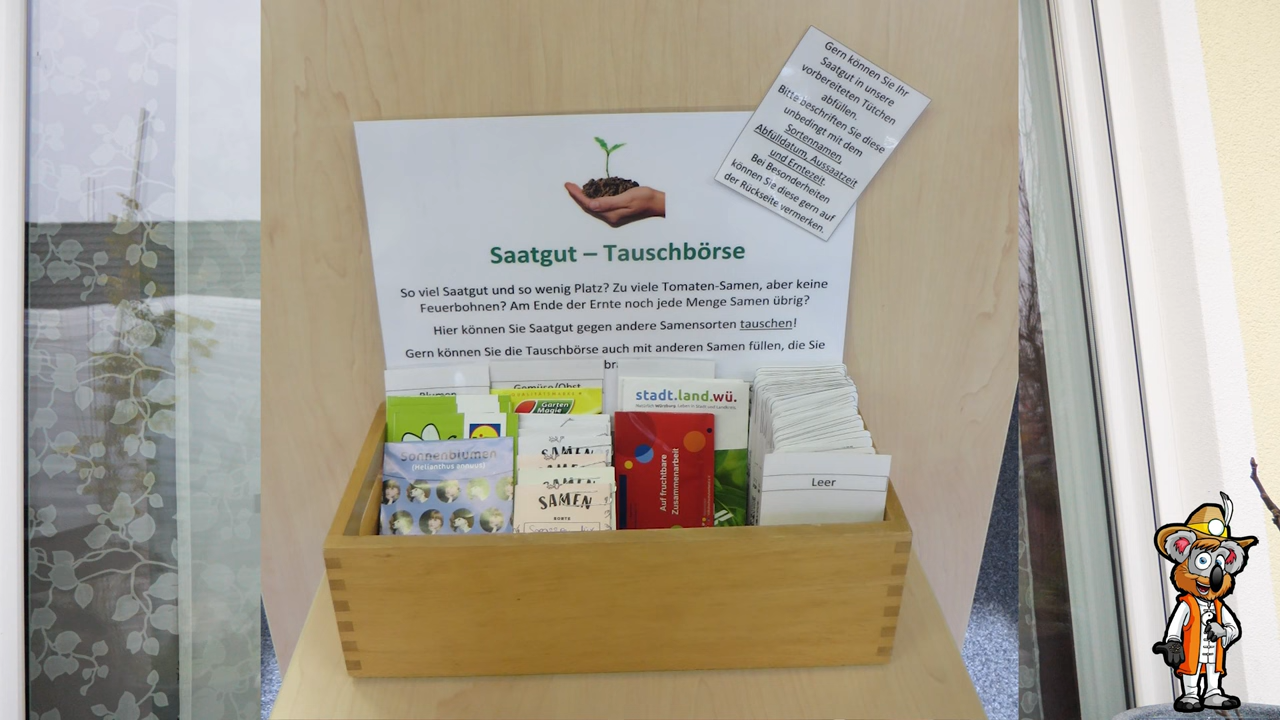 Gern können Sie Ihr
Saatgut in unsere
vorbereiteten Tütchen
abfüllen.
Bitte beschriften Sie diese
unbedingt mit dem
Sortennamen,
Abfülldatum, Aussaatzeit
und Erntezeit.
Bei Besonderheiten
können Sie diese gern auf
der Rückseite vermerken.
Saatgut – Tauschbörse
So viel Saatgut und so wenig Platz? Zu viele Tomaten-Samen, aber keine
Feuerbohnen? Am Ende der Ernte noch jede Menge Samen übrig?
Hier können Sie Saatgut gegen andere Samensorten tauschen!
Gern können Sie die Tauschbörse auch mit anderen Samen füllen, die Sie
Blumen
Gemüse/Obst
Garten
Magie
stadt.land.wü.
Sonnenblumen
(Helianthus annuus)
SAMEN
SAMEN
Auf fruchtbare
Zusammenarbeit
Leer